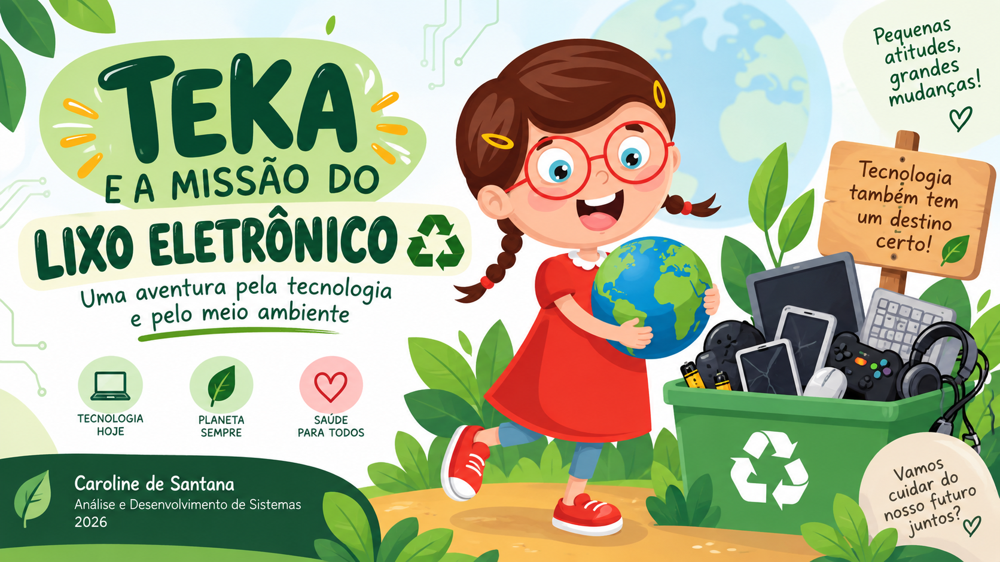 TEKA
E A MISSÃO DO
LIXO ELETRÔNICO
Uma aventura pela tecnologia
e pelo meio ambiente
TECNOLOGIA
HOJE
PLANETA
SEMPRE
SAÚDE
PARA TODOS
Caroline de Santana
Análise e Desenvolvimento de Sistemas
2026
Pequenas
atitudes,
grandes
mudanças!
Tecnologia
também tem
um destino
certo!
Vamos
cuidar do
nosso futuro
juntos?